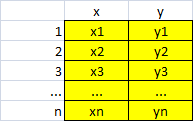 x y
1 x1 y1
2 x2 y2
3 x3 y3
... ... ...
n xn yn